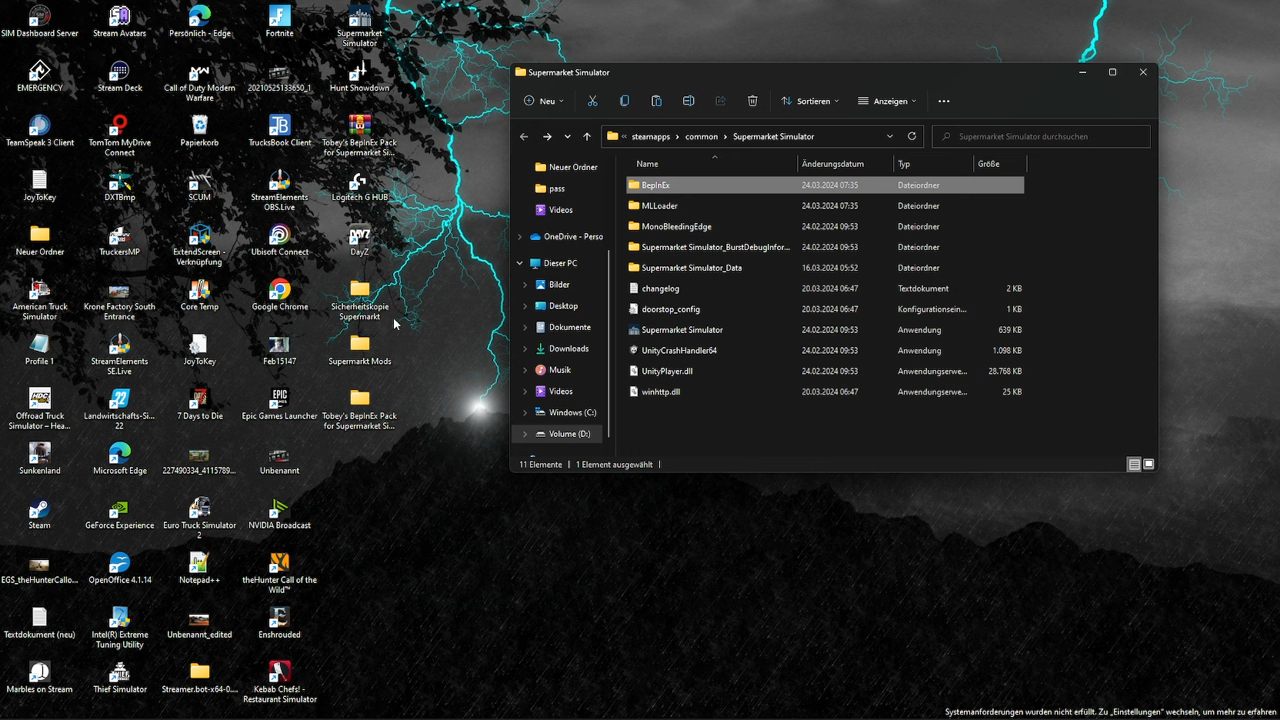 SIM Dashboard Server
Stream Avatars
Persönlich - Edge
Fortnite
Supermarket
Simulator
EMERGENCY
Stream Deck
Call of Duty Modern
Warfare
20210525133650_1
Hunt Showdown
TeamSpeak 3 Client
TomTom MyDrive
Connect
Papierkorb
TrucksBook Client
Tobey's BepInEx Pack
for Supermarket Si...
JoyToKey
DXTBmp
SCUM
StreamElements
OBS.Live
Logitech G HUB
Neuer Ordner
TruckersMP
ExtendScreen -
Verknüpfung
Ubisoft Connect
DayZ
American Truck
Simulator
Krone Factory South
Entrance
Core Temp
Google Chrome
Sicherheitskopie
Supermarkt
Profile 1
StreamElements
SE.Live
JoyToKey
Feb15147
Supermarkt Mods
Offroad Truck
Simulator – Hea...
Landwirtschafts-Si...
22
7 Days to Die
Epic Games Launcher
Tobey's BepInEx Pack
for Supermarket Si...
Sunkenland
Microsoft Edge
227490334_4115789...
Unbenannt
Steam
GeForce Experience
Euro Truck Simulator
2
NVIDIA Broadcast
EGS_theHunterCallo...
OpenOffice 4.1.14
Notepad++
theHunter Call of the
Wild™
Textdokument (neu)
Intel(R) Extreme
Tuning Utility
Unbenannt_edited
Enshrouded
Marbles on Stream
Thief Simulator
Streamer.bot-x64-0....
Kebab Chefs! -
Restaurant Simulator
Supermarket Simulator
Neu
Sortieren
Anzeigen
« steamapps > common > Supermarket Simulator
Supermarket Simulator durchsuchen
Neuer Ordner
pass
Videos
OneDrive - Perso
Dieser PC
Bilder
Desktop
Dokumente
Downloads
Musik
Videos
Windows (C:)
Volume (D:)
Name Änderungsdatum Typ Größe
BepInEx 24.03.2024 07:35 Dateiordner
MLLoader 24.03.2024 07:35 Dateiordner
MonoBleedingEdge 24.02.2024 09:53 Dateiordner
Supermarket Simulator_BurstDebugInfor... 24.02.2024 09:53 Dateiordner
Supermarket Simulator_Data 16.03.2024 05:52 Dateiordner
changelog 20.03.2024 06:47 Textdokument 2 KB
doorstop_config 20.03.2024 06:47 Konfigurationsein... 1 KB
Supermarket Simulator 24.02.2024 09:53 Anwendung 639 KB
UnityCrashHandler64 24.02.2024 09:53 Anwendung 1.098 KB
UnityPlayer.dll 24.02.2024 09:53 Anwendungserwe... 28.768 KB
winhttp.dll 20.03.2024 06:47 Anwendungserwe... 25 KB
11 Elemente | 1 Element ausgewählt |
Systemanforderungen wurden nicht erfüllt. Zu „Einstellungen" wechseln, um mehr zu erfahren